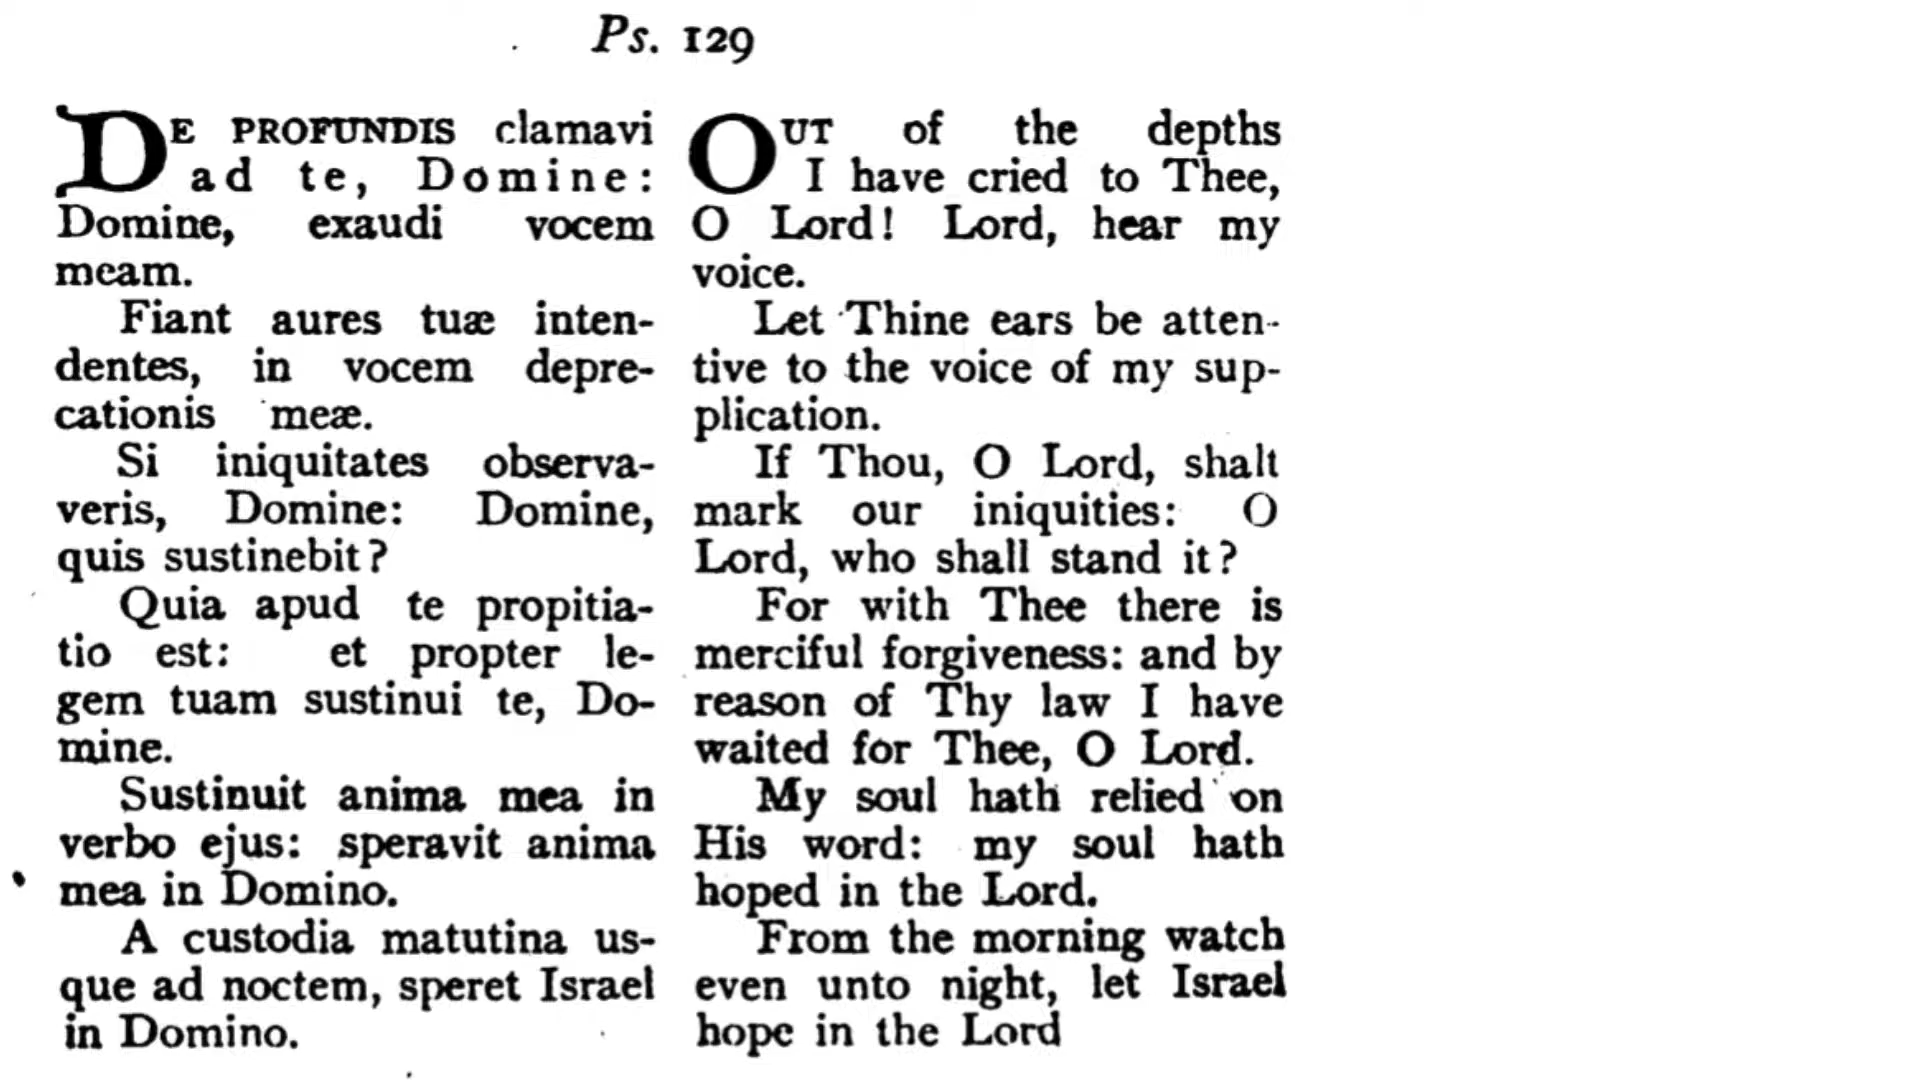 Ps. 129
DE PROFUNDIS clamavi
ad te, Domine:
Domine, exaudi vocem
meam.
Fiant aures tuæ inten-
dentes, in vocem depre-
cationis meæ.
Si iniquitates observa-
veris, Domine: Domine,
quis sustinebit?
Quia apud te propitia-
tio est: et propter le-
gem tuam sustinui te, Do-
mine.
Sustinuit anima mea in
verbo ejus: speravit anima
mea in Domino.
A custodia matutina us-
que ad noctem, speret Israel
in Domino.
OUT of the depths
I have cried to Thee,
O Lord! Lord, hear my
voice.
Let Thine ears be atten-
tive to the voice of my sup-
plication.
If Thou, O Lord, shalt
mark our iniquities: O
Lord, who shall stand it?
For with Thee there is
merciful forgiveness: and by
reason of Thy law I have
waited for Thee, O Lord.
My soul hath relied on
His word: my soul hath
hoped in the Lord.
From the morning watch
even unto night, let Israel
hope in the Lord